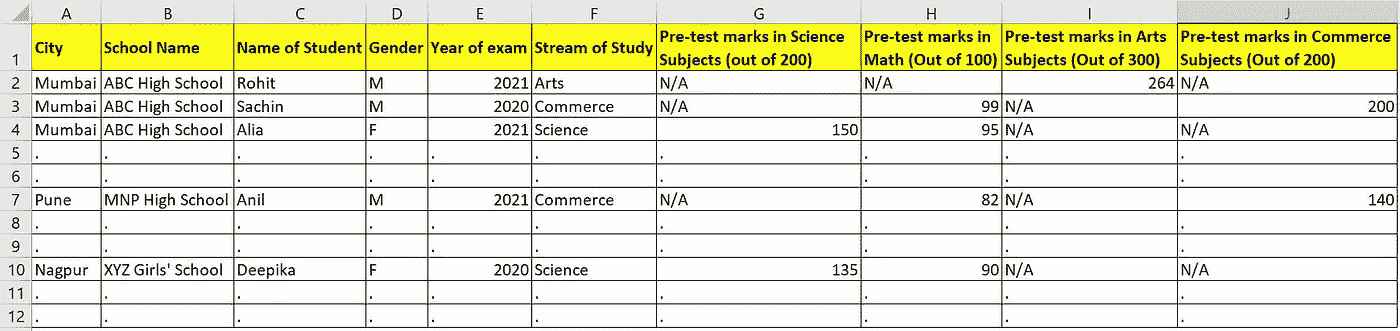 A B C D E F G H I J
1 City School Name Name of Student Gender Year of exam Stream of Study Pre-test marks in Science Subjects (out of 200) Pre-test marks in Math (Out of 100) Pre-test marks in Arts Subjects (Out of 300) Pre-test marks in Commerce Subjects (Out of 200)
2 Mumbai ABC High School Rohit M 2021 Arts N/A N/A 264 N/A
3 Mumbai ABC High School Sachin M 2020 Commerce N/A 99 N/A 200
4 Mumbai ABC High School Alia F 2021 Science 150 95 N/A N/A
5 . . . . . . . . . .
6 . . . . . . . . . .
7 Pune MNP High School Anil M 2021 Commerce N/A 82 N/A 140
8 . . . . . . . . . .
9 . . . . . . . . . .
10 Nagpur XYZ Girls' School Deepika F 2020 Science 135 90 N/A N/A
11 . . . . . . . . . .
12 . . . . . . . . . .